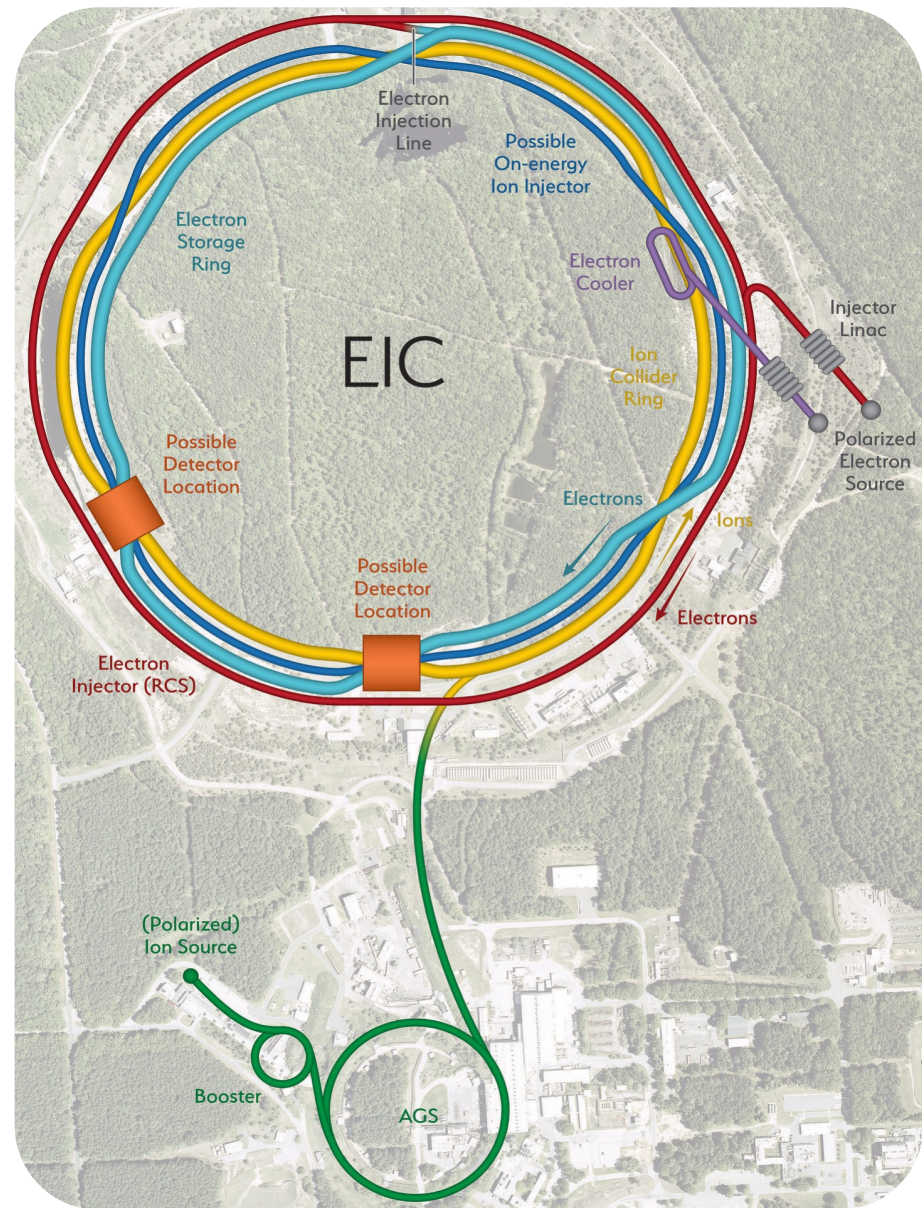 Electron
Injection
Line
Possible
On-energy
Ion Injector
Electron
Storage
Ring
Electron
Cooler
Injector
Linac
EIC
Ion
Collider
Ring
Possible
Detector
Location
Polarized
Electron
Source
Electrons
Ions
Possible
Detector
Location
Electrons
Electron
Injector (RCS)
(Polarized)
Ion Source
Booster
AGS